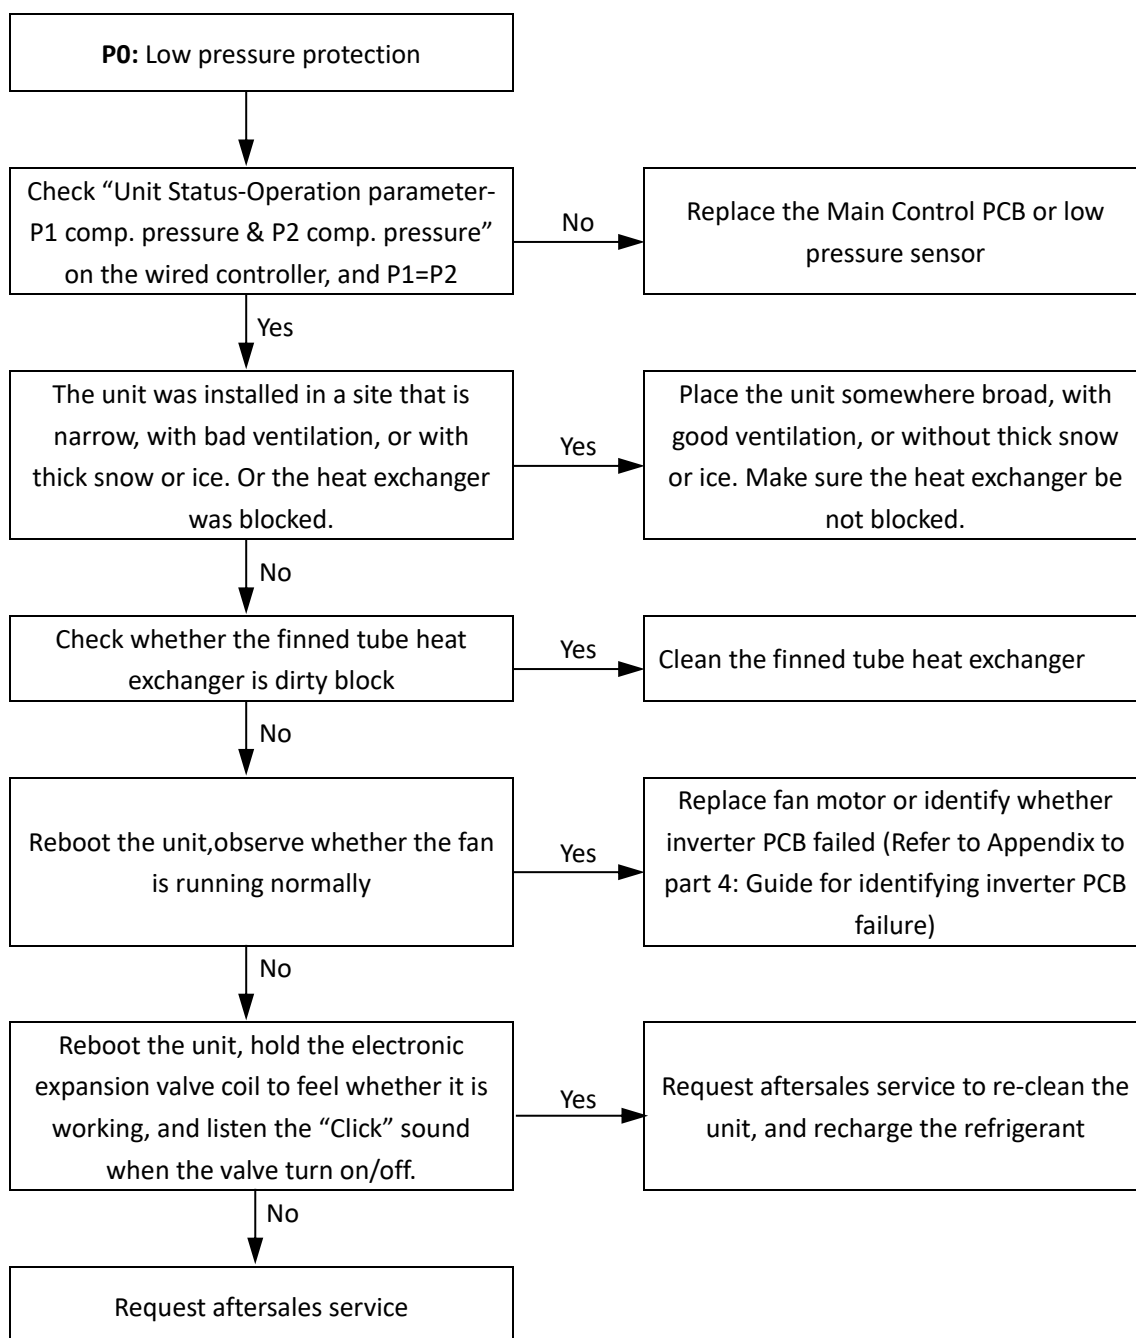 P0: Low pressure protection
Check “Unit Status-Operation parameter-
P1 comp. pressure & P2 comp. pressure”
on the wired controller, and P1=P2
No
Replace the Main Control PCB or low
pressure sensor
Yes
The unit was installed in a site that is
narrow, with bad ventilation, or with
thick snow or ice. Or the heat exchanger
was blocked.
Yes
Place the unit somewhere broad, with
good ventilation, or without thick snow
or ice. Make sure the heat exchanger be
not blocked.
No
Check whether the finned tube heat
exchanger is dirty block
Yes
Clean the finned tube heat exchanger
No
Reboot the unit,observe whether the fan
is running normally
Yes
Replace fan motor or identify whether
inverter PCB failed (Refer to Appendix to
part 4: Guide for identifying inverter PCB
failure)
No
Reboot the unit, hold the electronic
expansion valve coil to feel whether it is
working, and listen the “Click” sound
when the valve turn on/off.
Yes
Request aftersales service to re-clean the
unit, and recharge the refrigerant
No
Request aftersales service